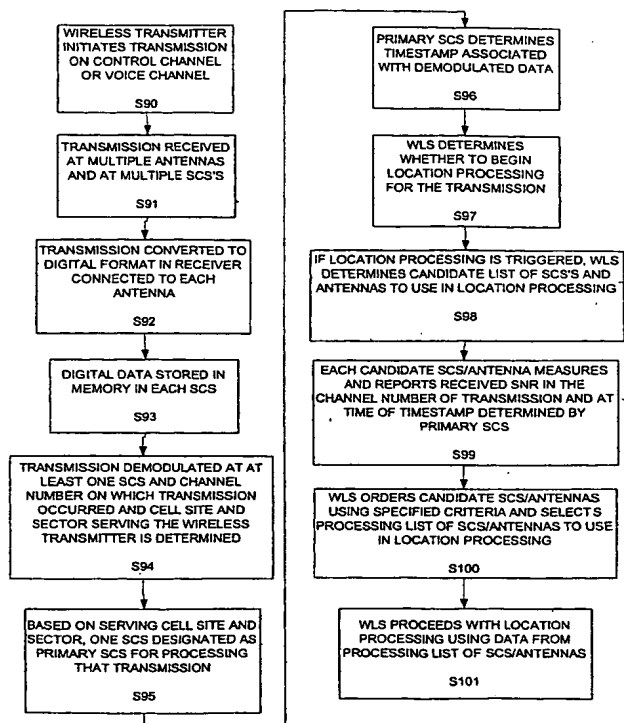 WIRELESS TRANSMITTER
INITIATES TRANSMISSION
ON CONTROL CHANNEL
OR VOICE CHANNEL
S90
TRANSMISSION RECEIVED
AT MULTIPLE ANTENNAS
AND AT MULTIPLE SCS'S
S91
TRANSMISSION CONVERTED TO
DIGITAL FORMAT IN RECEIVER
CONNECTED TO EACH
ANTENNA
S92
DIGITAL DATA STORED IN
MEMORY IN EACH SCS
S93
TRANSMISSION DEMODULATED AT AT
LEAST ONE SCS AND CHANNEL
NUMBER ON WHICH TRANSMISSION
OCCURRED AND CELL SITE AND
SECTOR SERVING THE WIRELESS
TRANSMITTER IS DETERMINED
S94
BASED ON SERVING CELL SITE AND
SECTOR, ONE SCS DESIGNATED AS
PRIMARY SCS FOR PROCESSING
THAT TRANSMISSION
S95
PRIMARY SCS DETERMINES
TIMESTAMP ASSOCIATED
WITH DEMODULATED DATA
S96
WLS DETERMINES
WHETHER TO BEGIN
LOCATION PROCESSING
FOR THE TRANSMISSION
S97
IF LOCATION PROCESSING IS TRIGGERED, WLS
DETERMINES CANDIDATE LIST OF SCS'S AND
ANTENNAS TO USE IN LOCATION PROCESSING
S98
EACH CANDIDATE SCS/ANTENNA MEASURES
AND REPORTS RECEIVED SNR IN THE
CHANNEL NUMBER OF TRANSMISSION AND AT
TIME OF TIMESTAMP DETERMINED BY
PRIMARY SCS
S99
WLS ORDERS CANDIDATE SCS/ANTENNAS
USING SPECIFIED CRITERIA AND SELECTS
PROCESSING LIST OF SCS/ANTENNAS TO USE
IN LOCATION PROCESSING
S100
WLS PROCEEDS WITH LOCATION
PROCESSING USING DATA FROM
PROCESSING LIST OF SCS/ANTENNAS
S101